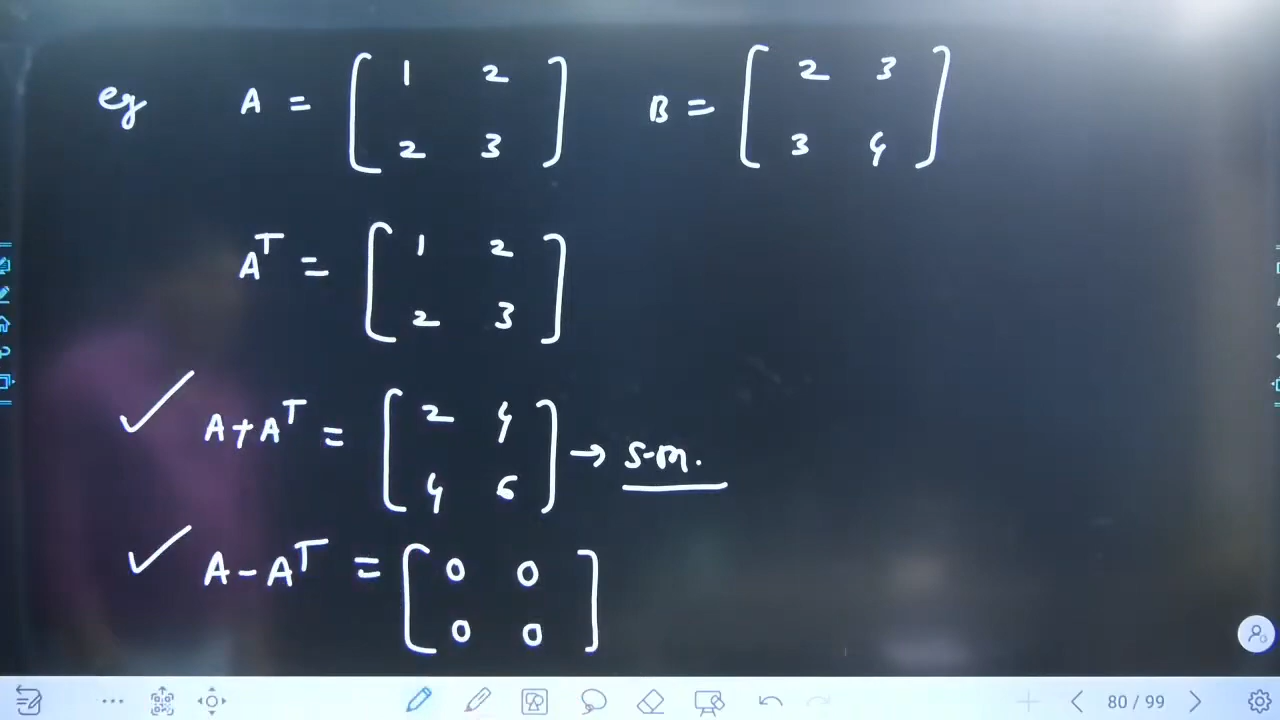 eg A = [ 1 2 B = [ 2 3
2 3 ] 3 4 ]
Aᵀ = [ 1 2
2 3 ]
✓ A+Aᵀ = [ 2 4
4 6 ] → s.m.
✓ A-Aᵀ = [ 0 0
0 0 ]
80 / 99